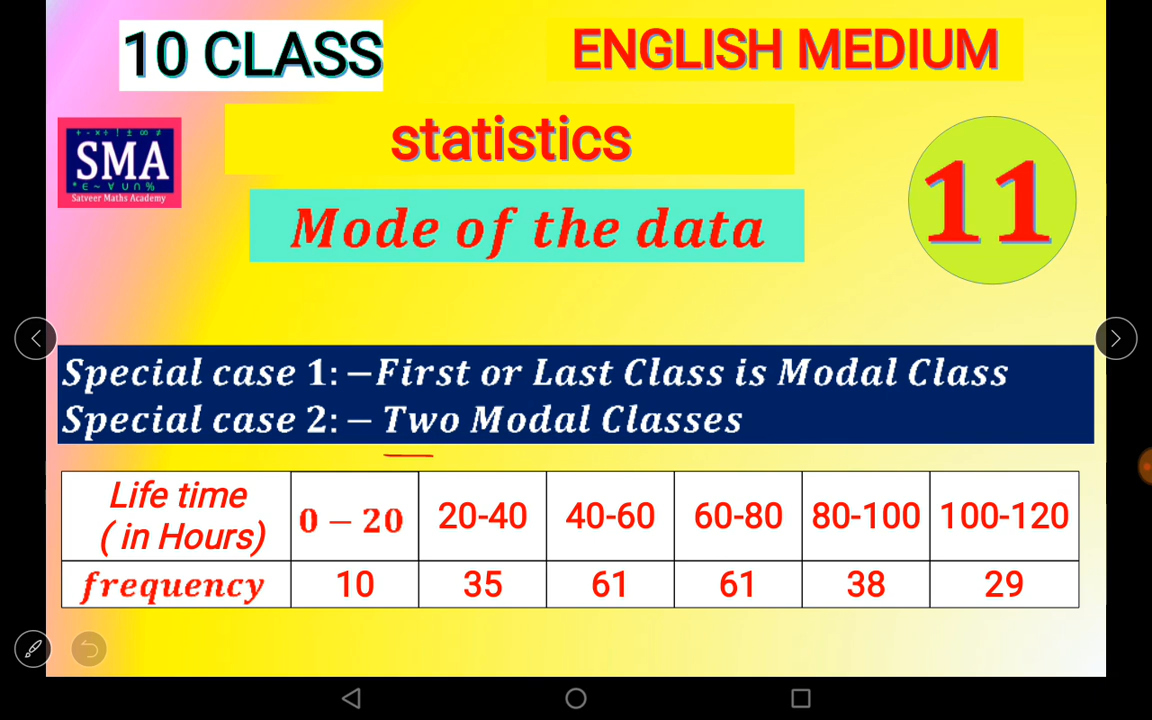 10 CLASS
ENGLISH MEDIUM
statistics
+ - × ÷ ! ± ∞ ≠
SMA
* ∈ ~ ∀ ∪ ∩ %
Satveer Maths Academy
Mode of the data
11
Special case 1: −First or Last Class is Modal Class
Special case 2: − Two Modal Classes
Life time ( in Hours) 0 − 20 20-40 40-60 60-80 80-100 100-120
frequency 10 35 61 61 38 29